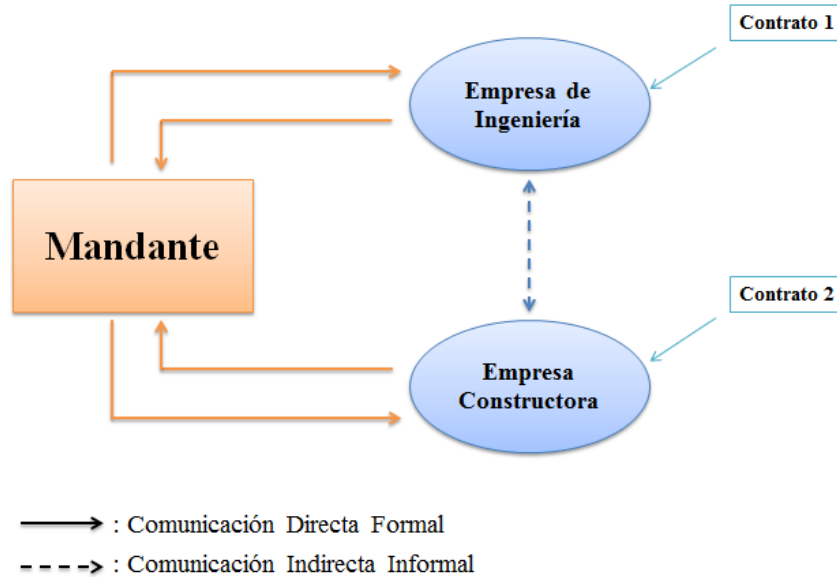 Contrato 1
Empresa de
Ingeniería
Mandante
Contrato 2
Empresa
Constructora
: Comunicación Directa Formal
: Comunicación Indirecta Informal